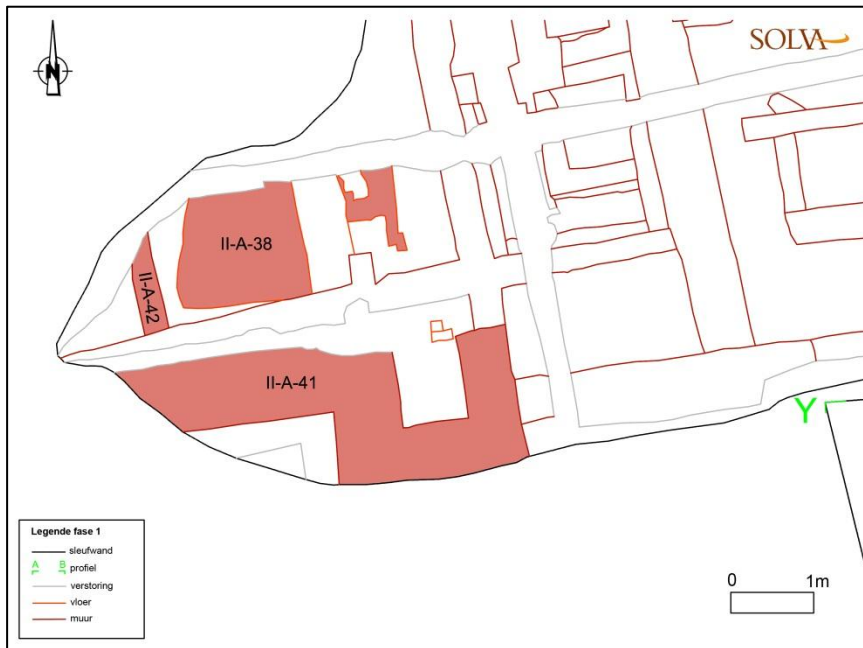 N
SOLVA
II-A-38
II-A-42
II-A-41
Y
Legende fase 1
sleufwand
A B profiel
verstoring
vloer
muur
0 1m